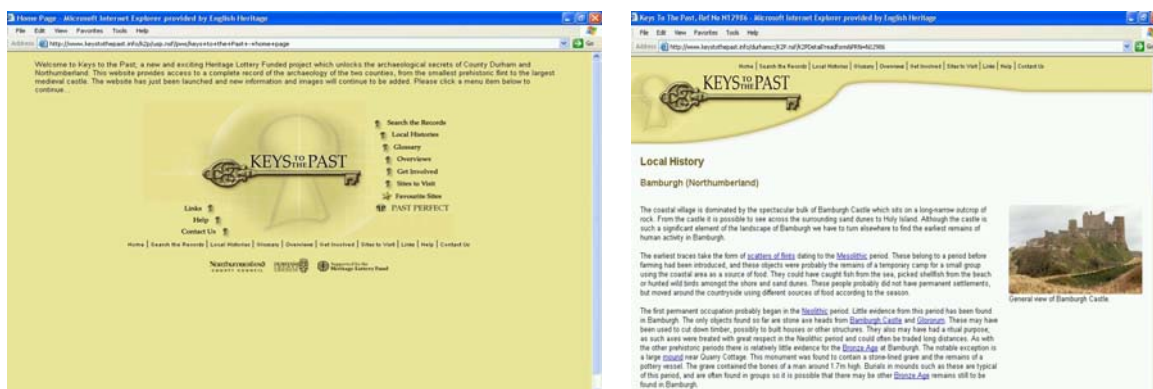 Home Page - Microsoft Internet Explorer provided by English Heritage
File Edit View Favorites Tools Help
Address
Go
Welcome to Keys to the Past, a new and exciting Heritage Lottery Funded project which unlocks the archaeological secrets of County Durham and
Northumberland. This website provides access to a complete record of the archaeology of the two counties, from the smallest prehistoric flint to the largest
medieval castle. The website has just been launched and new information and images will continue to be added. Please click a menu item below to
continue...
KEYS TO THE PAST
Search the Records
Local Histories
Glossary
Overviews
Get Involved
Sites to Visit
Favourite Sites
PAST PERFECT
Links
Help
Contact Us
Home | Search the Records | Local Histories | Glossary | Overviews | Get Involved | Sites to Visit | Links | Help | Contact Us
Northumberland
COUNTY COUNCIL
Supported by the
Heritage Lottery Fund
Keys To The Past, Ref No N12986 - Microsoft Internet Explorer provided by English Heritage
File Edit View Favorites Tools Help
Address
Go
Home | Search the Records | Local Histories | Glossary | Overviews | Get Involved | Sites to Visit | Links | Help | Contact Us
KEYS TO THE PAST
Local History
Bamburgh (Northumberland)
The coastal village is dominated by the spectacular bulk of Bamburgh Castle which sits on a long-narrow outcrop of
rock. From the castle it is possible to see across the surrounding sand dunes to Holy Island. Although the castle is
such a significant element of the landscape of Bamburgh we have to turn elsewhere to find the earliest remains of
human activity in Bamburgh.
The earliest traces take the form of scatters of flints dating to the Mesolithic period. These belong to a period before
farming had been introduced, and these objects were probably the remains of a temporary camp for a small group
using the coastal area as a source of food. They could have caught fish from the sea, picked shellfish from the beach
or hunted wild birds amongst the shore and sand dunes. These people probably did not have permanent settlements,
but moved around the countryside using different sources of food according to the season.
General view of Bamburgh Castle.
The first permanent occupation probably began in the Neolithic period. Little evidence from this period has been found
in Bamburgh. The only objects found so far are stone axe heads from Bamburgh Castle and Glororum. These may have
been used to cut down timber, possibly to built houses or other structures. They also may have had a ritual purpose,
as such axes were treated with great respect in the Neolithic period and could often be traded long distances. As with
the other prehistoric periods there is relatively little evidence for the Bronze Age at Bamburgh. The notable exception is
a large mound near Quarry Cottage. This monument was found to contain a stone-lined grave and the remains of a
pottery vessel. The grave contained the bones of a man around 1.7m high. Burials in mounds such as these are typical
of this period, and are often found in groups so it is possible that there may be other Bronze Age remains still to be
found in Bamburgh.